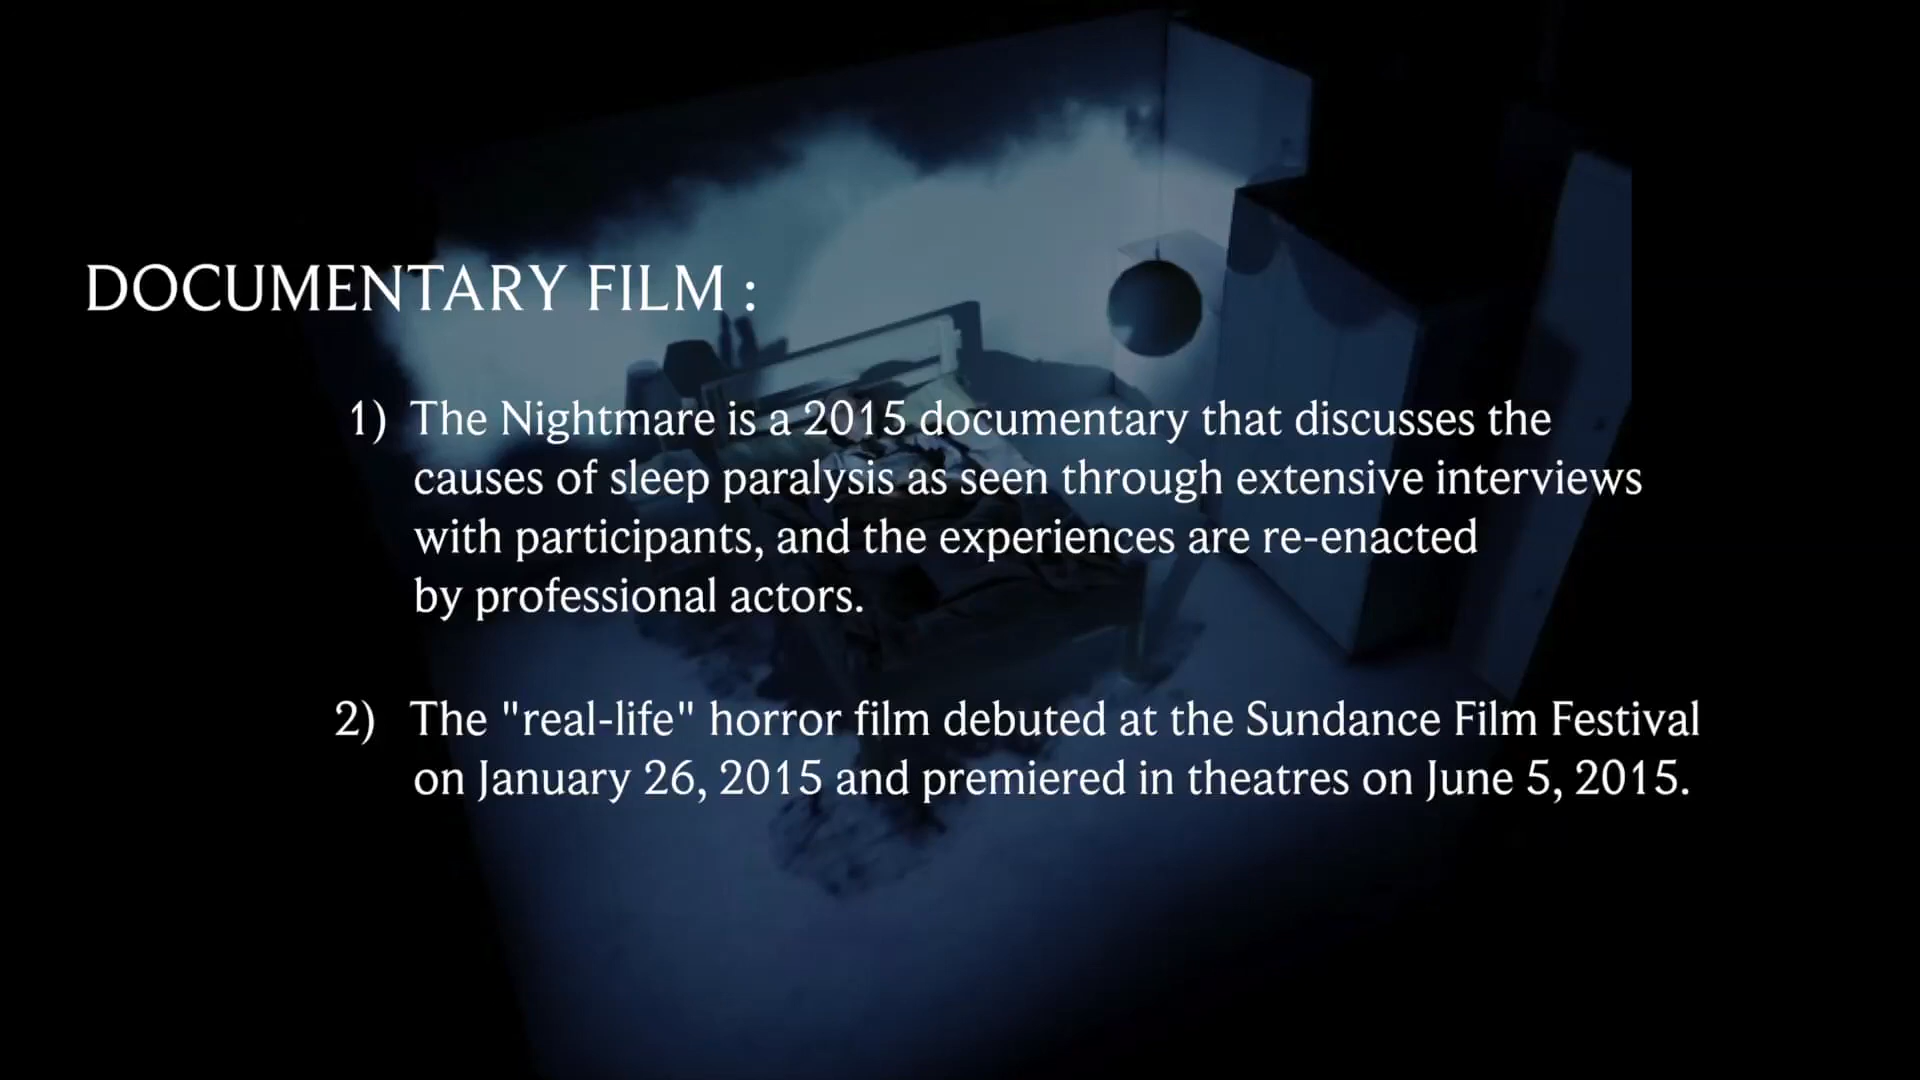 DOCUMENTARY FILM :
1) The Nightmare is a 2015 documentary that discusses the
causes of sleep paralysis as seen through extensive interviews
with participants, and the experiences are re-enacted
by professional actors.
2) The "real-life" horror film debuted at the Sundance Film Festival
on January 26, 2015 and premiered in theatres on June 5, 2015.